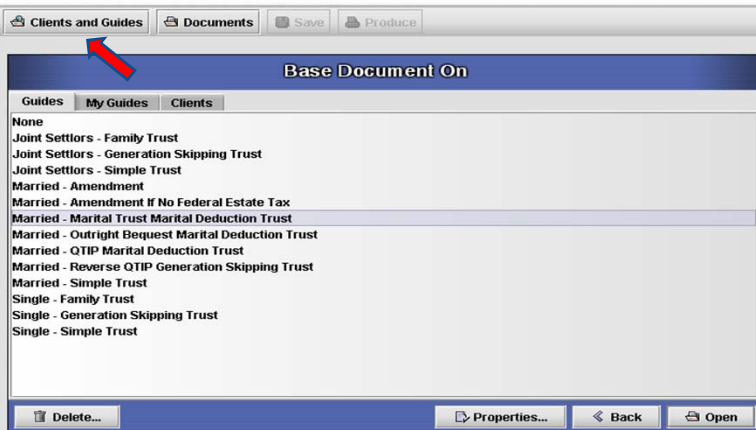 Clients and Guides Documents Save Produce
Base Document On
Guides My Guides Clients
None
Joint Settlors - Family Trust
Joint Settlors - Generation Skipping Trust
Joint Settlors - Simple Trust
Married - Amendment
Married - Amendment If No Federal Estate Tax
Married - Marital Trust Marital Deduction Trust
Married - Outright Bequest Marital Deduction Trust
Married - QTIP Marital Deduction Trust
Married - Reverse QTIP Generation Skipping Trust
Married - Simple Trust
Single - Family Trust
Single - Generation Skipping Trust
Single - Simple Trust
Delete... Properties... Back Open